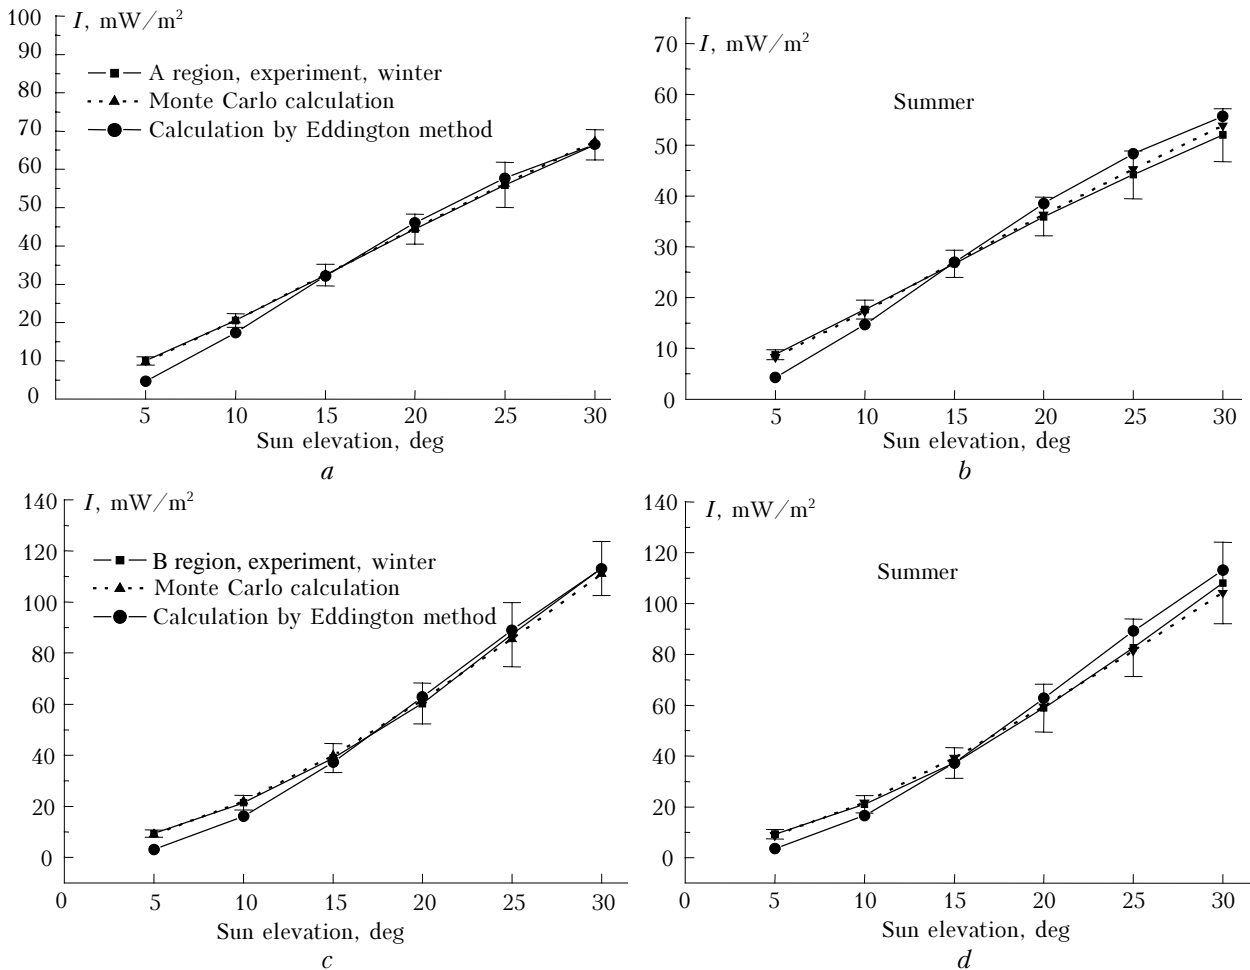 I, mW/m²
100
90
80
70
60
50
40
30
20
10
0
A region, experiment, winter
Monte Carlo calculation
Calculation by Eddington method
5 10 15 20 25 30
Sun elevation, deg
a
I, mW/m²
70
60
50
40
30
20
10
0
Summer
5 10 15 20 25 30
Sun elevation, deg
b
I, mW/m²
140
120
100
80
60
40
20
0
B region, experiment, winter
Monte Carlo calculation
Calculation by Eddington method
0 5 10 15 20 25 30
Sun elevation, deg
c
I, mW/m²
140
120
100
80
60
40
20
0
Summer
0 5 10 15 20 25 30
Sun elevation, deg
d